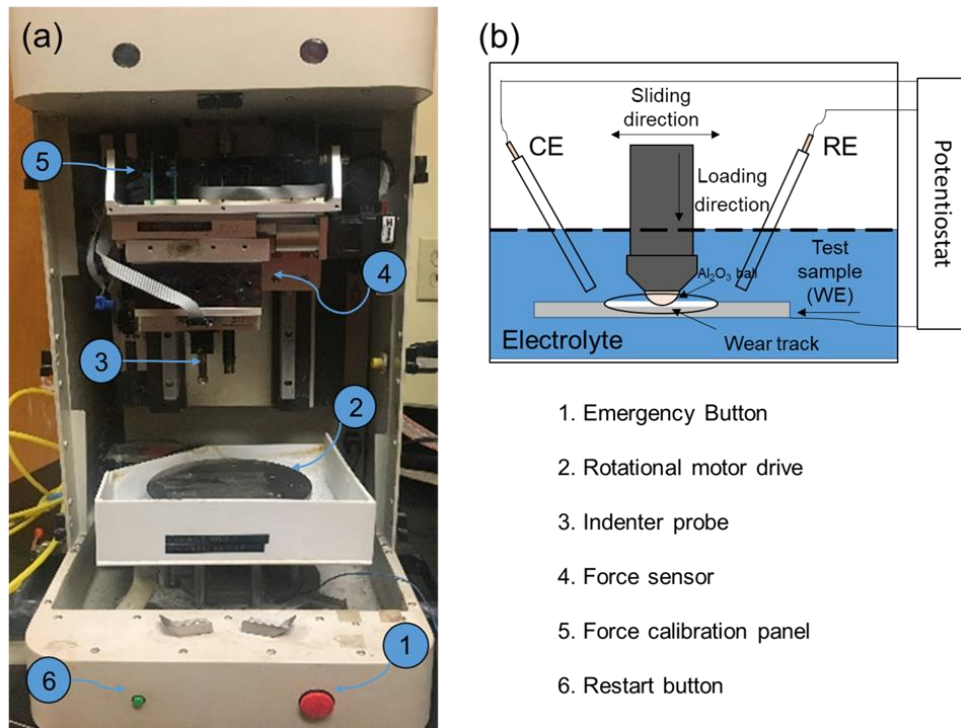 (a)
5
4
3
2
1
6
(b)
Sliding
direction
CE
RE
Loading
direction
Al₂O₃ ball
Test
sample
(WE)
Electrolyte
Wear track
Potentiostat
1. Emergency Button
2. Rotational motor drive
3. Indenter probe
4. Force sensor
5. Force calibration panel
6. Restart button